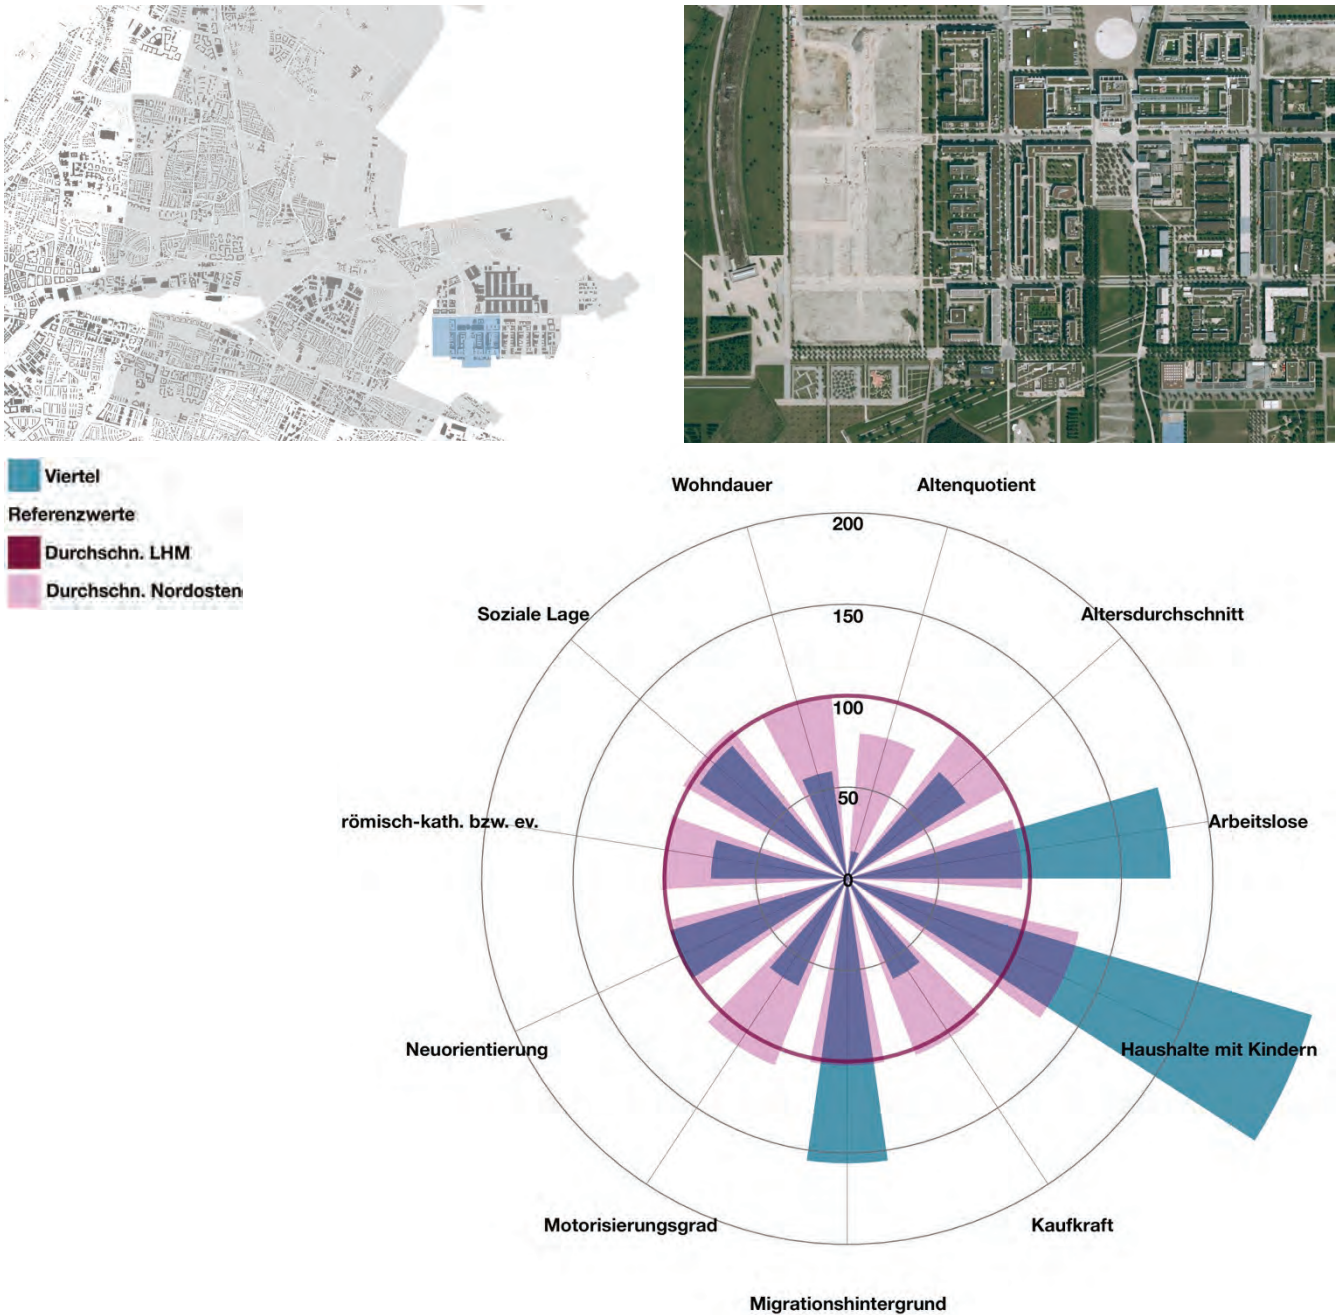 Viertel
Referenzwerte
Durchschn. LHM
Durchschn. Nordosten
Wohndauer
Altenquotient
200
Soziale Lage
150
Altersdurchschnitt
100
50
römisch-kath. bzw. ev.
Arbeitslose
0
Neuorientierung
Haushalte mit Kindern
Motorisierungsgrad
Kaufkraft
Migrationshintergrund